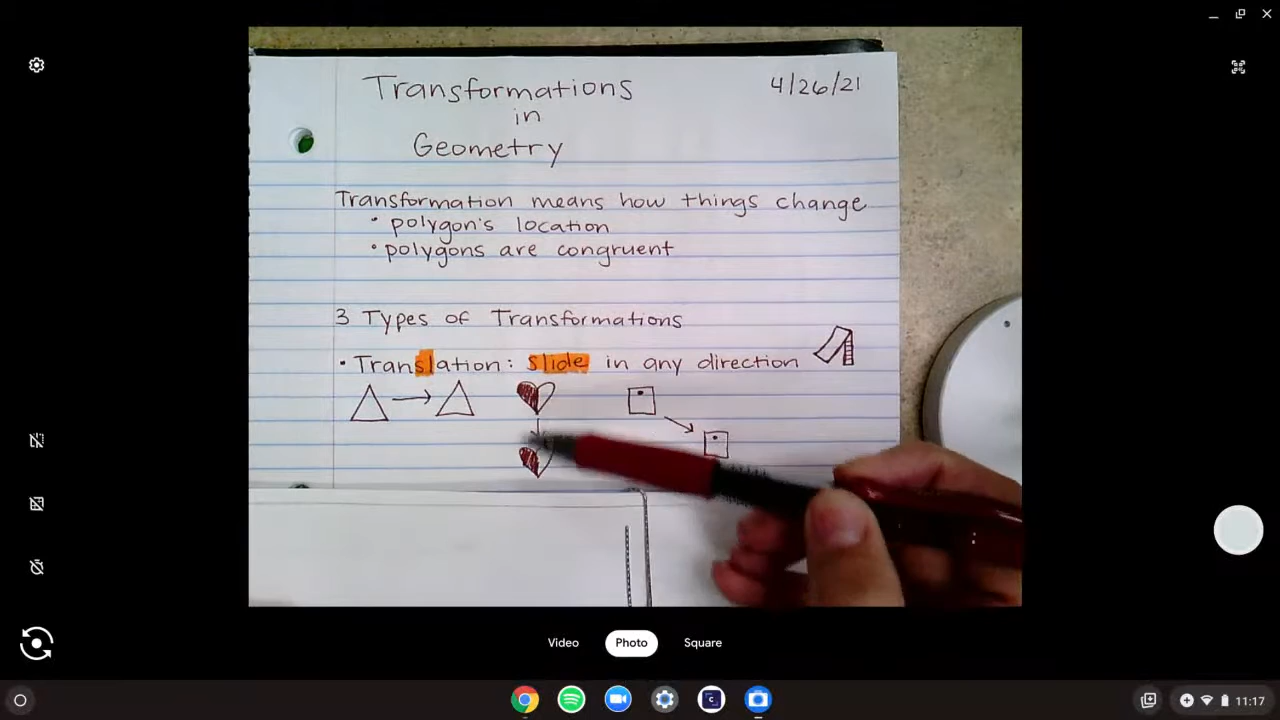 Transformations 4/26/21
in
Geometry
Transformation means how things change
• polygon's location
• polygons are congruent
3 Types of Transformations
• Translation: Slide in any direction
Video Photo Square
11:17